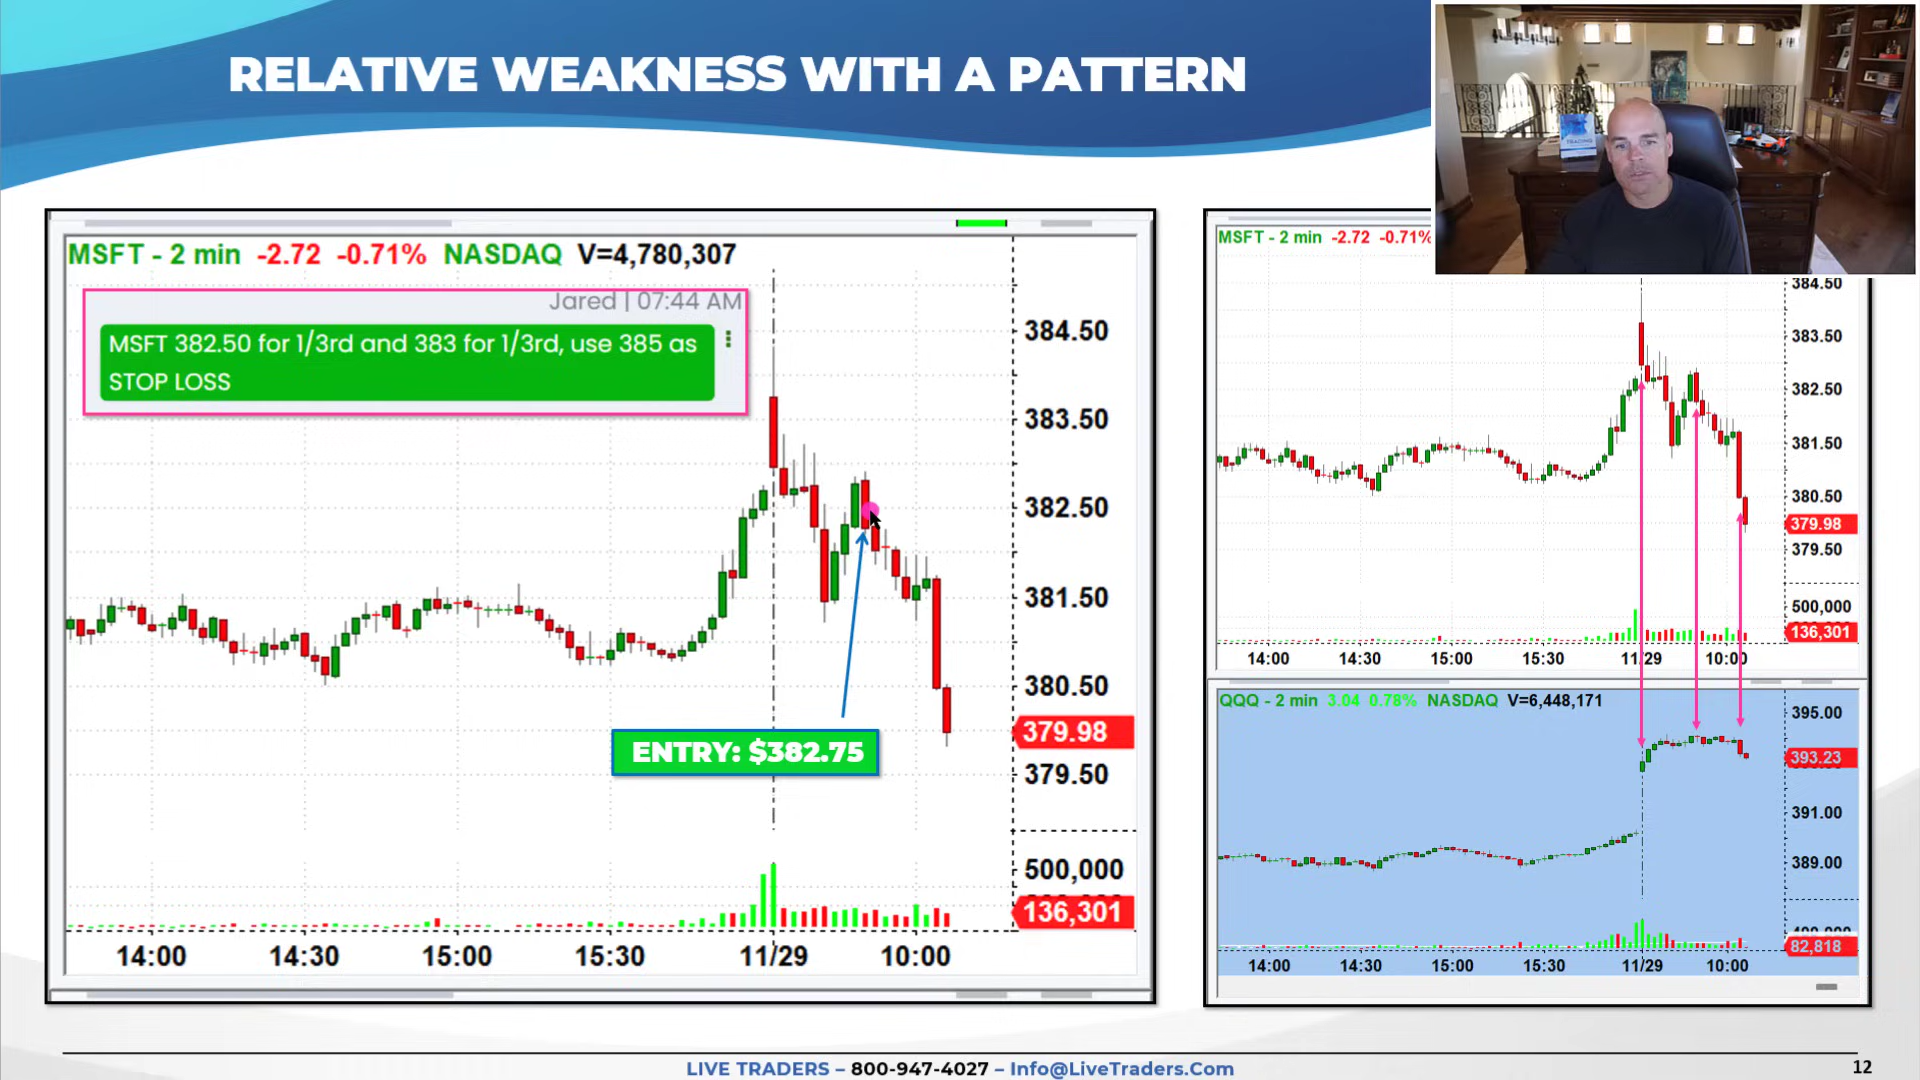 RELATIVE WEAKNESS WITH A PATTERN
MSFT - 2 min -2.72 -0.71% NASDAQ V=4,780,307
Jared | 07:44 AM
MSFT 382.50 for 1/3rd and 383 for 1/3rd, use 385 as
STOP LOSS
384.50
383.50
382.50
381.50
380.50
379.98
379.50
500,000
136,301
ENTRY: $382.75
14:00 14:30 15:00 15:30 11/29 10:00
MSFT - 2 min -2.72 -0.71%
384.50
383.50
382.50
381.50
380.50
379.98
379.50
500,000
136,301
14:00 14:30 15:00 15:30 11/29 10:00
QQQ - 2 min 3.04 0.78% NASDAQ V=6,448,171
395.00
393.23
391.00
389.00
82,818
14:00 14:30 15:00 15:30 11/29 10:00
LIVE TRADERS – 800-947-4027 – Info@LiveTraders.Com
12